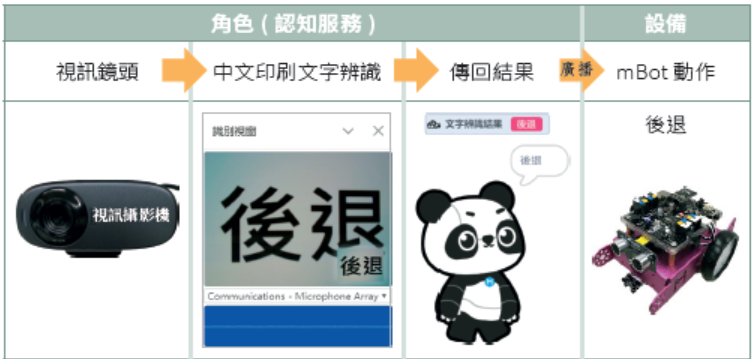 角色(認知服務)
設備
視訊鏡頭
中文印刷文字辨識
傳回結果
廣播
mBot 動作
視訊攝影機
識別視窗
後退
後退
Communications - Microphone Array
文字辨識結果 後退
後退
後退